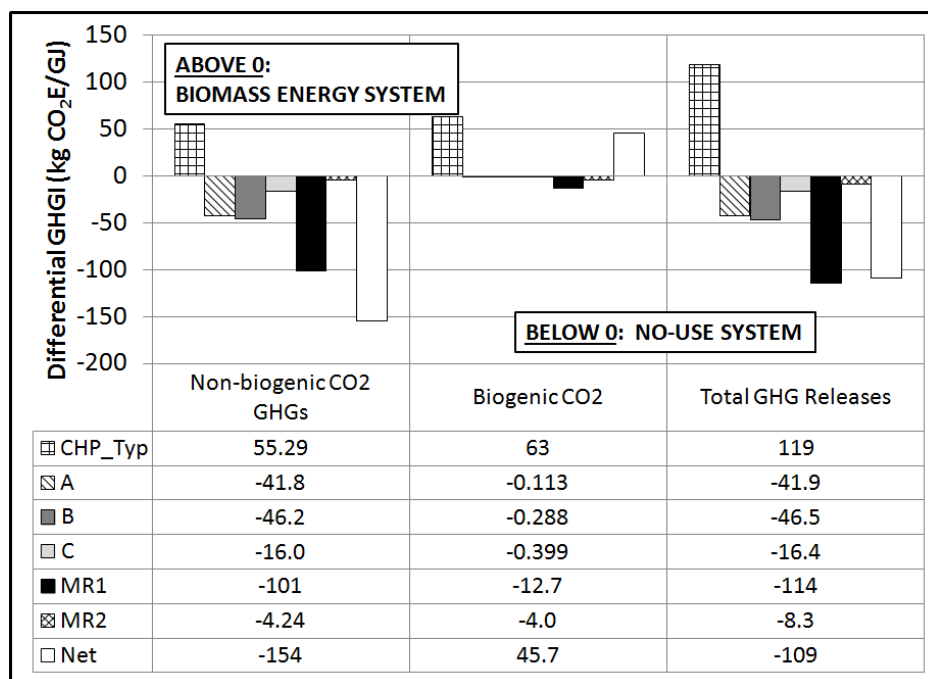 150
100
50
0
-50
-100
-150
-200
Differential GHGI (kg CO2E/GJ)
ABOVE 0:
BIOMASS ENERGY SYSTEM
BELOW 0: NO-USE SYSTEM
Non-biogenic CO2 GHGs Biogenic CO2 Total GHG Releases
CHP_Typ 55.29 63 119
A -41.8 -0.113 -41.9
B -46.2 -0.288 -46.5
C -16.0 -0.399 -16.4
MR1 -101 -12.7 -114
MR2 -4.24 -4.0 -8.3
Net -154 45.7 -109